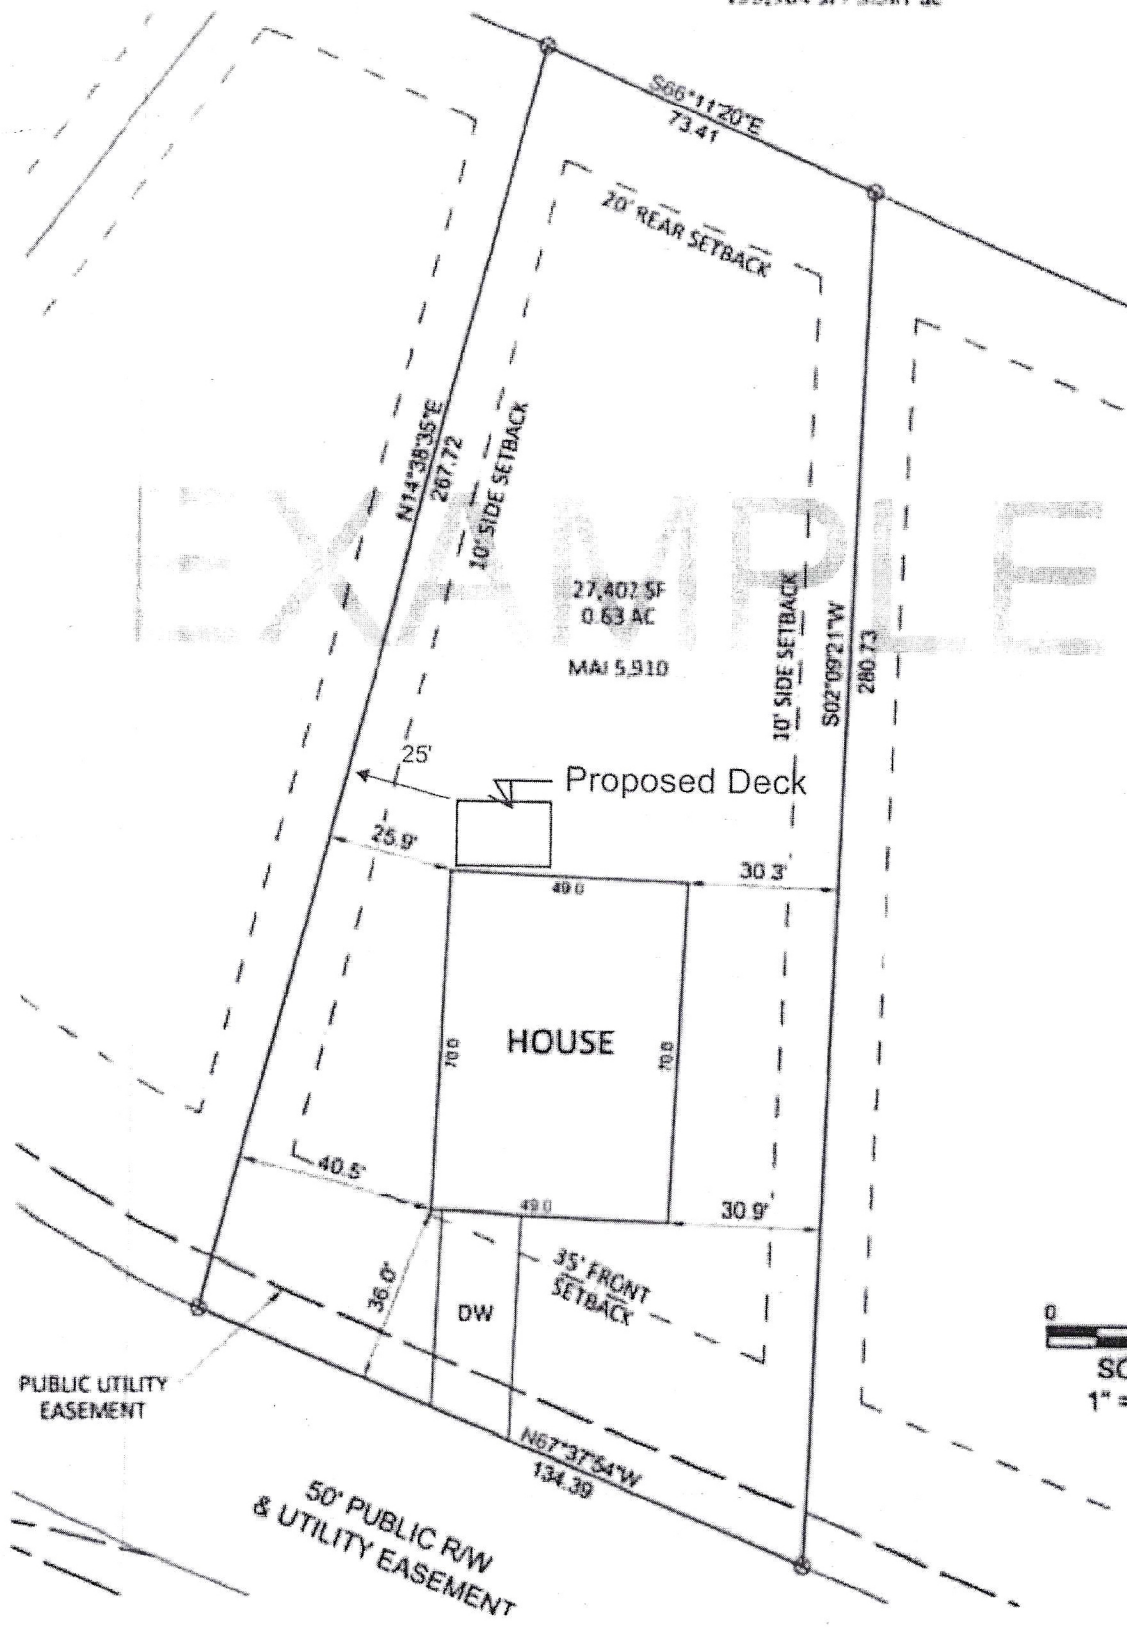 S66°11'20"E
73.41
20' REAR SETBACK
N14°38'35"E
267.72
10' SIDE SETBACK
EXAMPLE
SF
0.63 AC
MAI 5,910
10' SIDE SETBACK
S02°09'21"W
280.73
25'
Proposed Deck
25.9'
30.3'
49.0
HOUSE
70.0
70.0
40.5'
49.0
30.9'
36.0'
35' FRONT
SETBACK
DW
0
1" =
PUBLIC UTILITY
EASEMENT
N67°37'54"W
134.39
50' PUBLIC R/W
& UTILITY EASEMENT